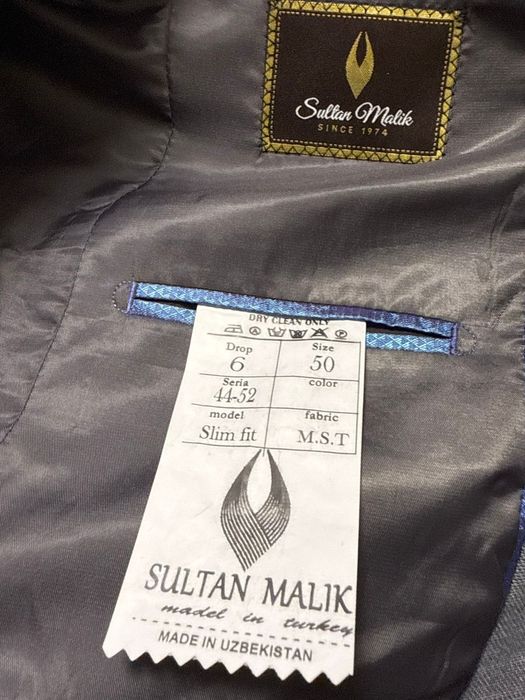 Sultan Malik
SINCE 1974
DRY CLEAN ONLY
Drop Size
6 50
Seria color
44-52
model fabric
Slim fit M.S.T
SULTAN MALIK
madel in turkey
MADE IN UZBEKISTAN